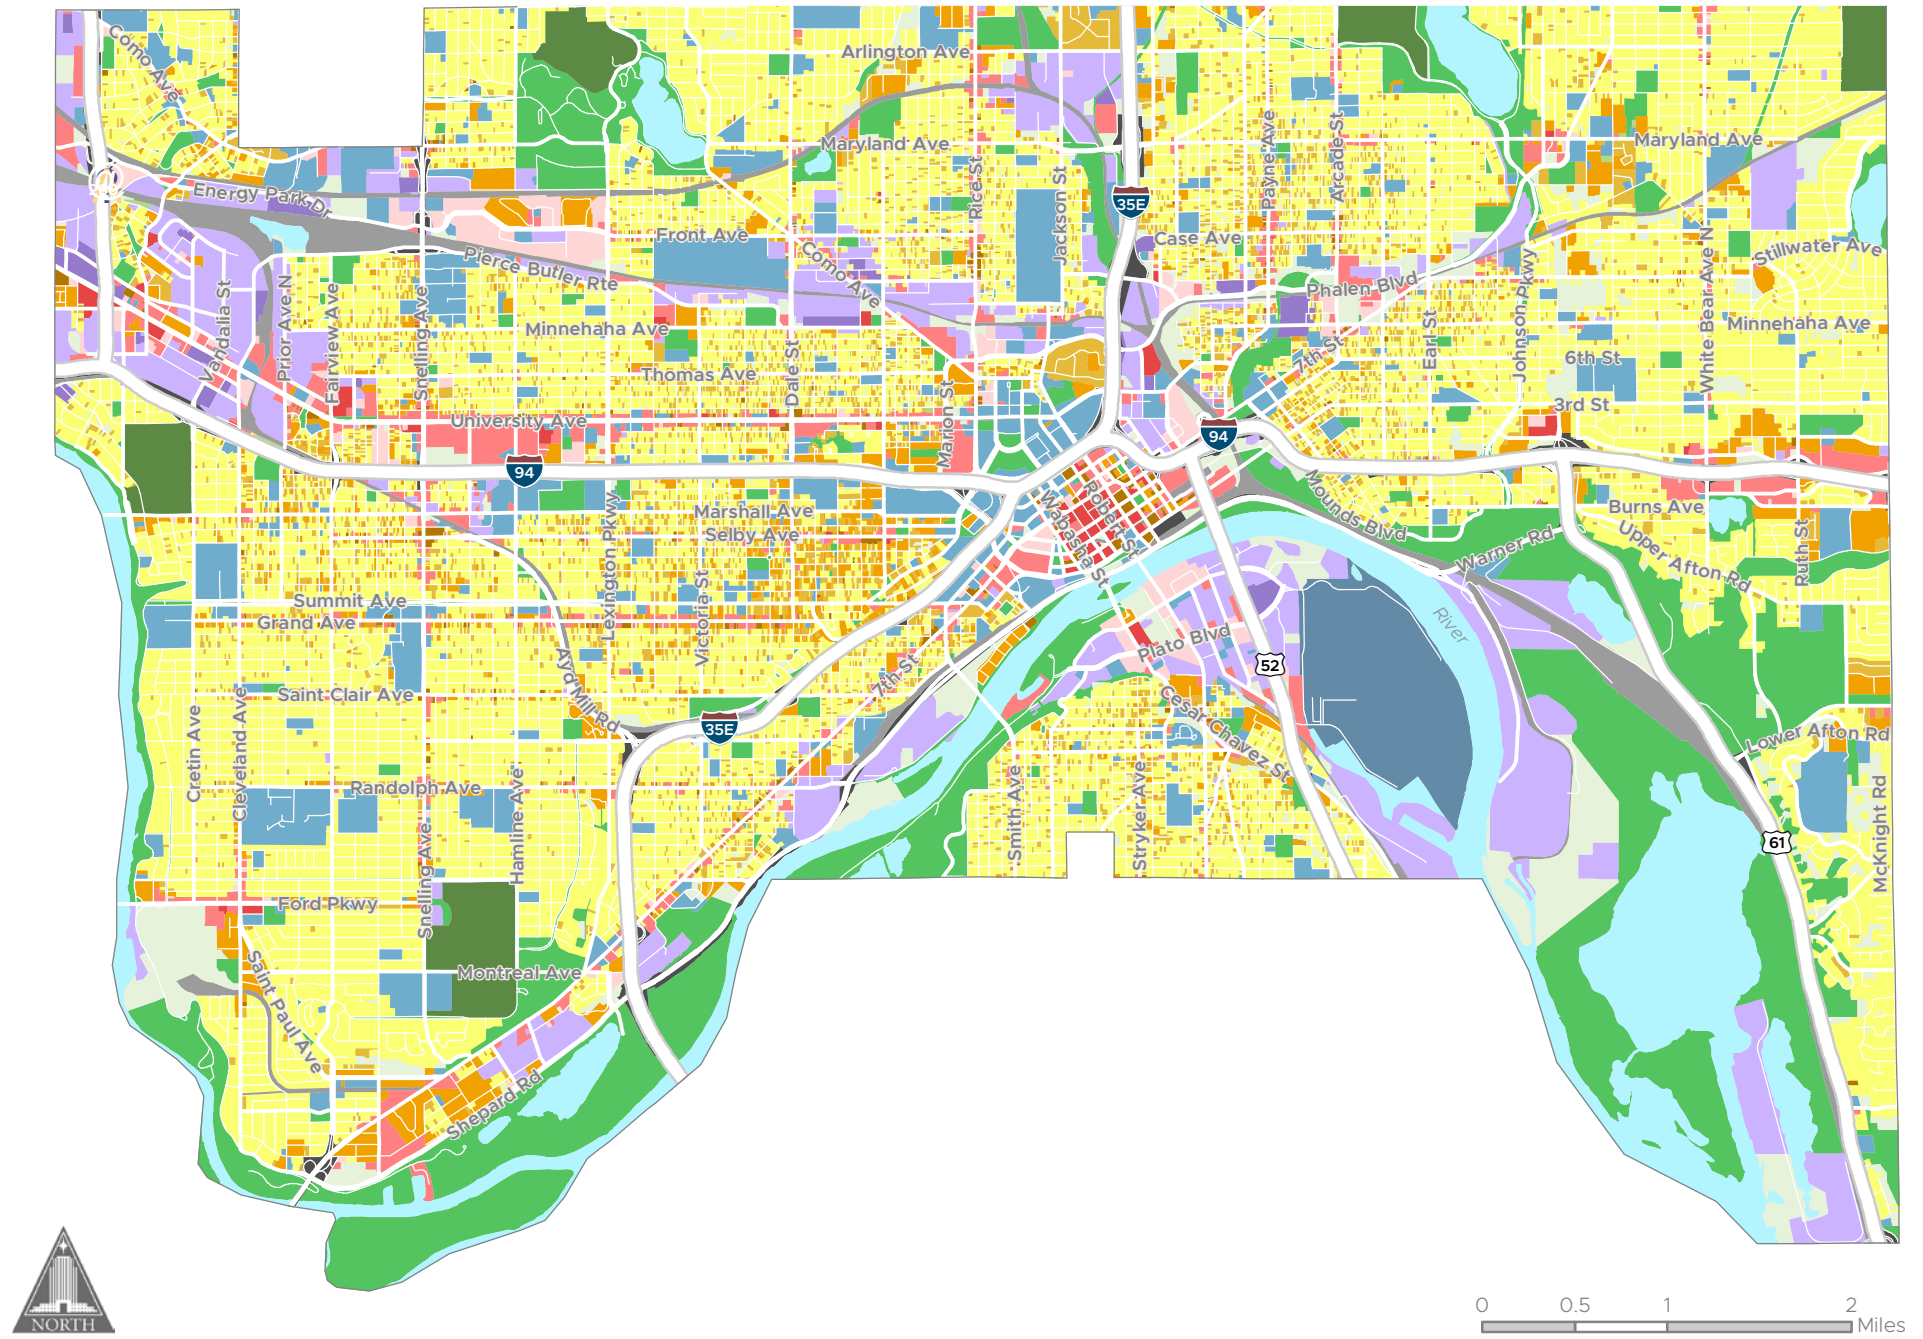 Como Ave
Arlington Ave
Maryland Ave
Maryland Ave
Rice St
Jackson St
35E
Payne Ave
Arcade St
Energy Park Dr
Front Ave
Case Ave
Pierce Butler Rte
Como Ave
Stillwater Ave
Phalen Blvd
Johnson Pkwy
White Bear Ave N
Vandalia St
Prior Ave N
Fairview Ave
Snelling Ave
Minnehaha Ave
Minnehaha Ave
Earl St
7th St
6th St
Thomas Ave
Dale St
Marion St
3rd St
University Ave
94
94
Marshall Ave
Selby Ave
Lexington Pkwy
Victoria St
Robert St
Wabasha St
Mounds Blvd
Burns Ave
Upper Afton Rd
Warner Rd
Ruth St
Summit Ave
Grand Ave
River
Plato Blvd
52
7th St
Ayd Mill Rd
Saint Clair Ave
Cesar Chavez St
35E
Cretin Ave
Cleveland Ave
Lower Afton Rd
Randolph Ave
Hamline Ave
Snelling Ave
Smith Ave
Stryker Ave
61
McKnight Rd
Ford Pkwy
Saint Paul Ave
Montreal Ave
Shepard Rd
NORTH
0 0.5 1 2
Miles